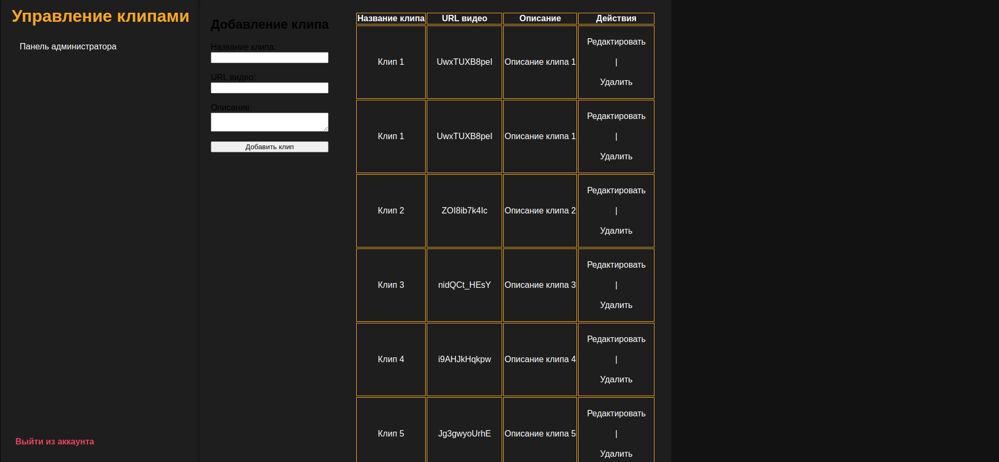 Управление клипами
Панель администратора
Выйти из аккаунта
Добавление клипа
Название клипа:
URL видео:
Описание:
Добавить клип
Название клипа URL видео Описание Действия
Клип 1 UwxTUXB8peI Описание клипа 1 Редактировать
|
Удалить
Клип 1 UwxTUXB8peI Описание клипа 1 Редактировать
|
Удалить
Клип 2 ZOI8ib7k4Ic Описание клипа 2 Редактировать
|
Удалить
Клип 3 nidQCt_HEsY Описание клипа 3 Редактировать
|
Удалить
Клип 4 i9AHJkHqkpw Описание клипа 4 Редактировать
|
Удалить
Клип 5 Jg3gwyoUrhE Описание клипа 5 Редактировать
|
Удалить